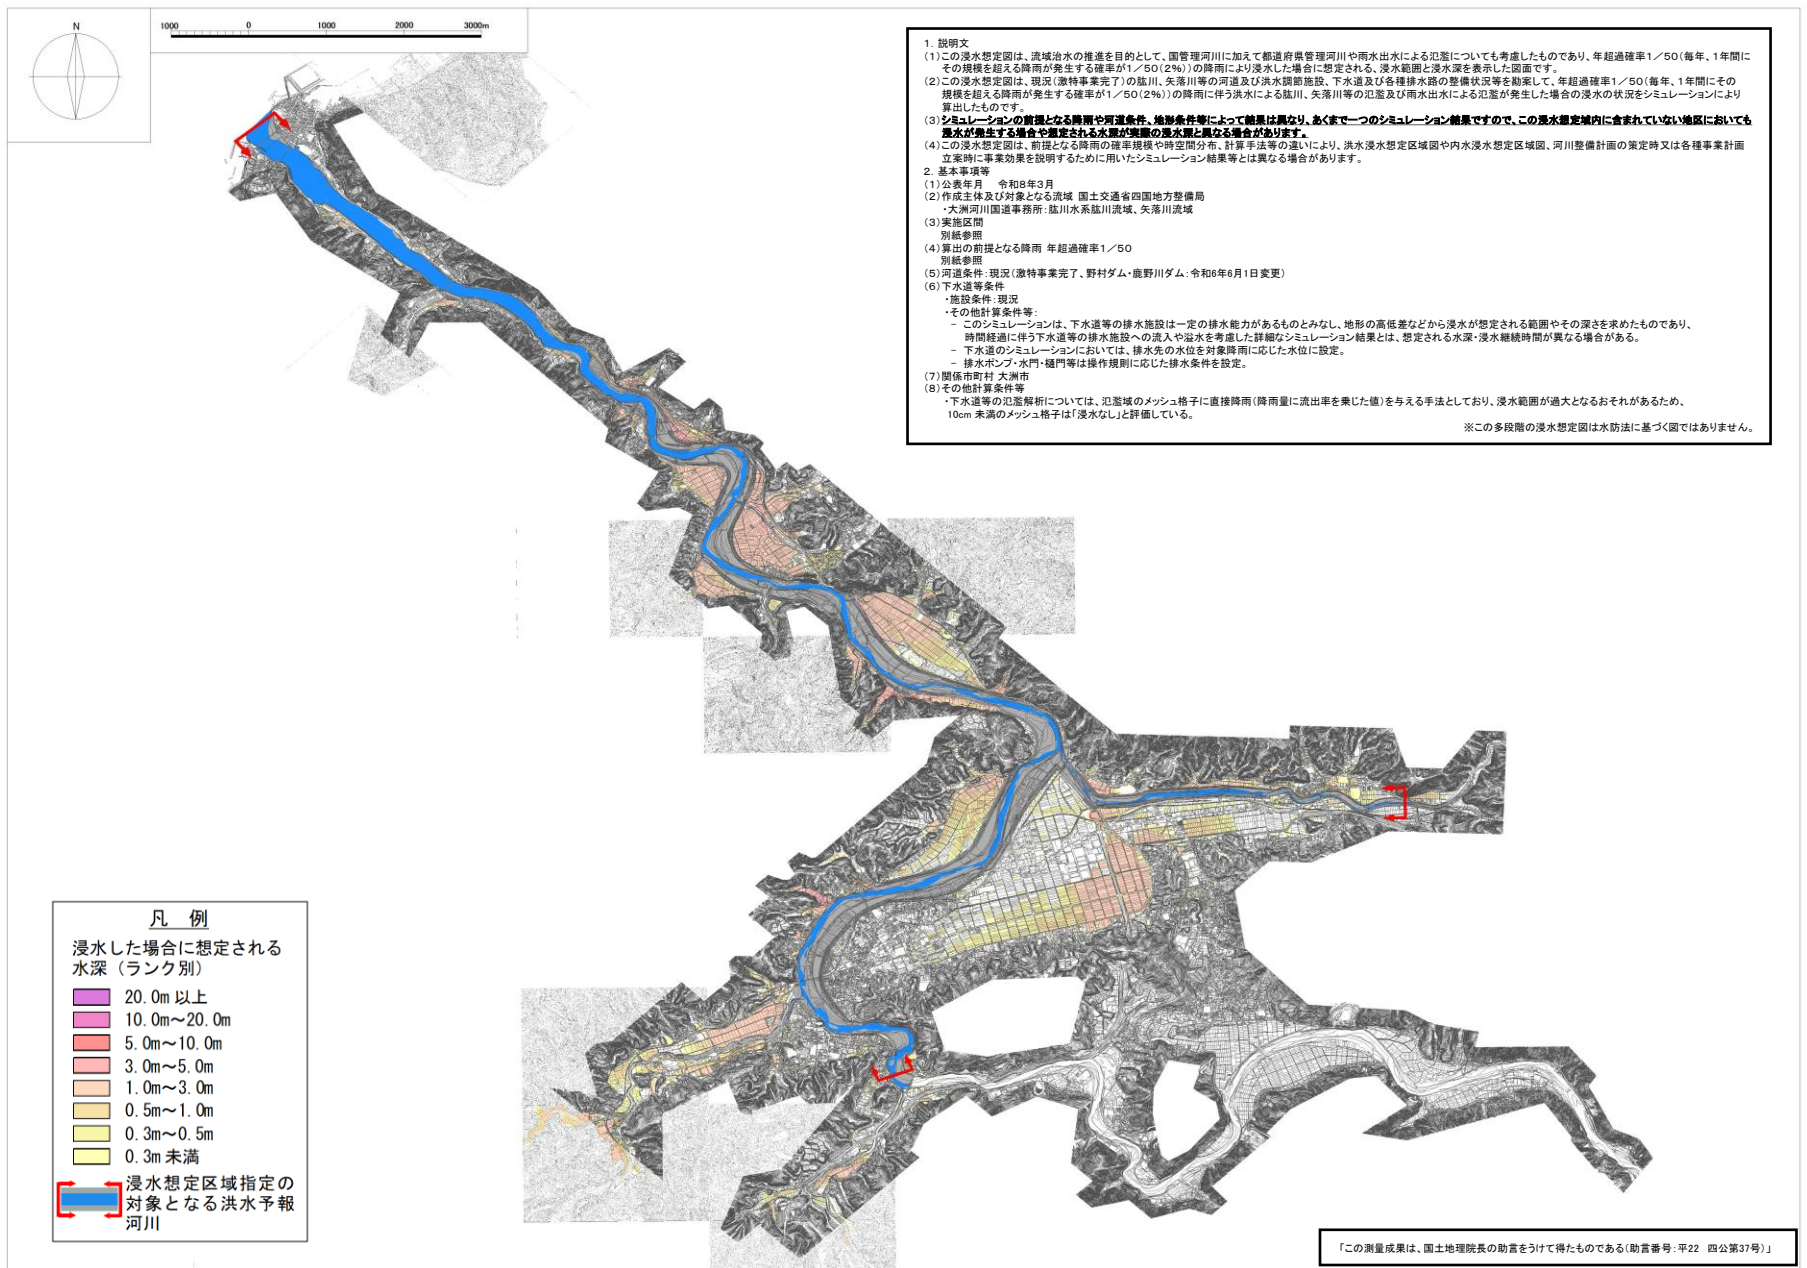 N
1000 0 1000 2000 3000m
1. 説明文
(1)この浸水想定図は、流域治水の推進を目的として、国管理河川に加えて都道府県管理河川や雨水出水による氾濫についても考慮したものであり、年超過確率1/50(毎年、1年間に
その規模を超える降雨が発生する確率が1/50(2%))の降雨により浸水した場合に想定される、浸水範囲と浸水深を表示した図面です。
(2)この浸水想定図は、現況(激特事業完了)の肱川、矢落川等の河道及び洪水調節施設、下水道及び各種排水路の整備状況等を勘案して、年超過確率1/50(毎年、1年間にその
規模を超える降雨が発生する確率が1/50(2%))の降雨に伴う洪水による肱川、矢落川等の氾濫及び雨水出水による氾濫が発生した場合の浸水の状況をシミュレーションにより
算出したものです。
(3)シミュレーションの前提となる降雨や河道条件、地形条件等によって結果は異なり、あくまで一つのシミュレーション結果ですので、この浸水想定域内に含まれていない地区においても
浸水が発生する場合や想定される水深が実際の浸水深と異なる場合があります。
(4)この浸水想定図は、前提となる降雨の確率規模や時空間分布、計算手法等の違いにより、洪水浸水想定区域図や内水浸水想定区域図、河川整備計画の策定時又は各種事業計画
立案時に事業効果を説明するために用いたシミュレーション結果等とは異なる場合があります。
2. 基本事項等
(1)公表年月 令和8年3月
(2)作成主体及び対象となる流域 国土交通省四国地方整備局
・大洲河川国道事務所:肱川水系肱川流域、矢落川流域
(3)実施区間
別紙参照
(4)算出の前提となる降雨 年超過確率1/50
別紙参照
(5)河道条件:現況(激特事業完了、野村ダム・鹿野川ダム:令和6年6月1日変更)
(6)下水道等条件
・施設条件:現況
・その他計算条件等:
- このシミュレーションは、下水道等の排水施設は一定の排水能力があるものとみなし、地形の高低差などから浸水が想定される範囲やその深さを求めたものであり、
時間経過に伴う下水道等の排水施設への流入や溢水を考慮した詳細なシミュレーション結果とは、想定される水深・浸水継続時間が異なる場合がある。
- 下水道のシミュレーションにおいては、排水先の水位を対象降雨に応じた水位に設定。
- 排水ポンプ・水門・樋門等は操作規則に応じた排水条件を設定。
(7)関係市町村 大洲市
(8)その他計算条件等
・下水道等の氾濫解析については、氾濫域のメッシュ格子に直接降雨(降雨量に流出率を乗じた値)を与える手法としており、浸水範囲が過大となるおそれがあるため、
10cm 未満のメッシュ格子は「浸水なし」と評価している。
※この多段階の浸水想定図は水防法に基づく図ではありません。
凡 例
浸水した場合に想定される
水深(ランク別)
20.0m 以上
10.0m~20.0m
5.0m~10.0m
3.0m~5.0m
1.0m~3.0m
0.5m~1.0m
0.3m~0.5m
0.3m 未満
浸水想定区域指定の
対象となる洪水予報
河川
「この測量成果は、国土地理院長の助言をうけて得たものである(助言番号:平22 四公第37号)」